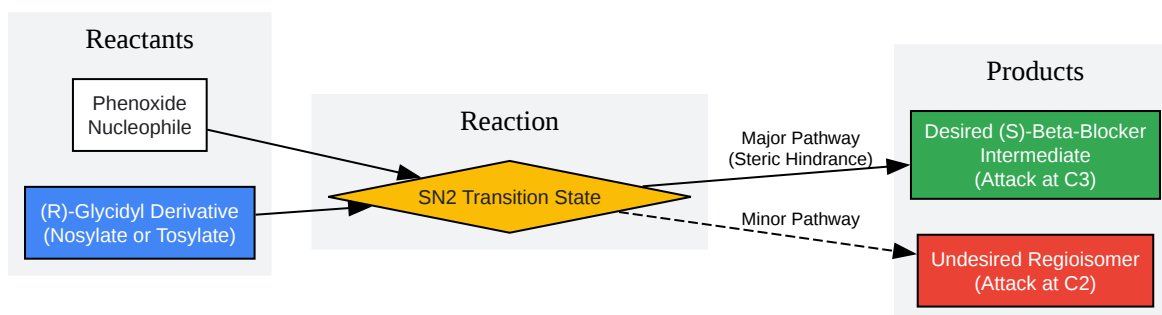 Reactants
Phenoxide
Nucleophile
(R)-Glycidyl Derivative
(Nosylate or Tosylate)
Reaction
SN2 Transition State
Major Pathway
(Steric Hindrance)
Minor Pathway
Products
Desired (S)-Beta-Blocker
Intermediate
(Attack at C3)
Undesired Regioisomer
(Attack at C2)